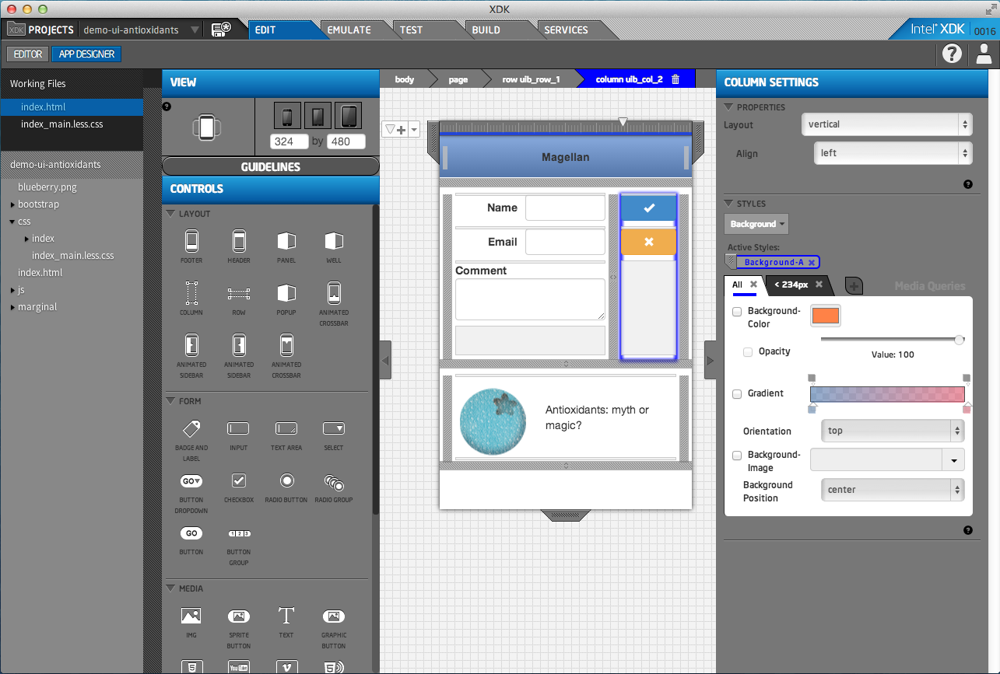 XDK
XDK PROJECTS demo-ui-antioxidants EDIT EMULATE TEST BUILD SERVICES Intel® XDK 0016
EDITOR APP DESIGNER ?
Working Files
index.html
index_main.less.css
demo-ui-antioxidants
blueberry.png
bootstrap
css
index
index_main.less.css
index.html
js
marginal
VIEW
?
324 by 480
GUIDELINES
CONTROLS
LAYOUT
FOOTER HEADER PANEL WELL
COLUMN ROW POPUP ANIMATED
CROSSBAR
ANIMATED ANIMATED ANIMATED
SIDEBAR SIDEBAR CROSSBAR
FORM
BADGE AND INPUT TEXT AREA SELECT
LABEL
GO
BUTTON CHECKBOX RADIO BUTTON RADIO GROUP
DROPDOWN
GO 1 2 3
BUTTON BUTTON
GROUP
MEDIA
T
IMG SPRITE TEXT GRAPHIC
BUTTON BUTTON
5 YouTube V 5
body page row uib_row_1 column uib_col_2
Magellan
Name
Email
Comment
Antioxidants: myth or
magic?
COLUMN SETTINGS
PROPERTIES
Layout vertical
Align left
?
STYLES
Background
Active Styles:
Background-A ×
All × < 234px × + Media Queries
Background-
Color
Opacity Value: 100
Gradient
Orientation top
Background-
Image
Background center
Position
?